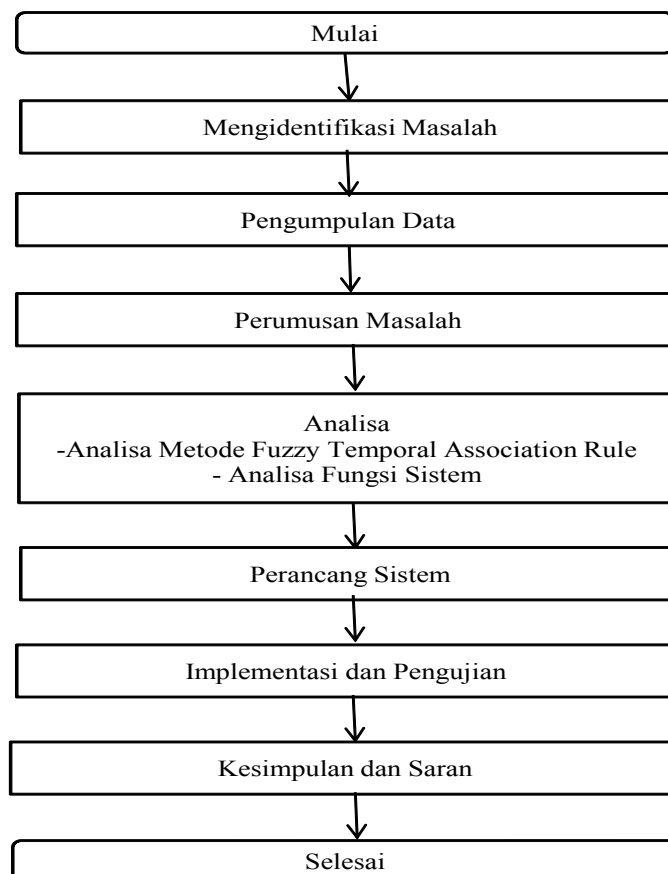 Mulai
Mengidentifikasi Masalah
Pengumpulan Data
Perumusan Masalah
Analisa
-Analisa Metode Fuzzy Temporal Association Rule
- Analisa Fungsi Sistem
Perancang Sistem
Implementasi dan Pengujian
Kesimpulan dan Saran
Selesai